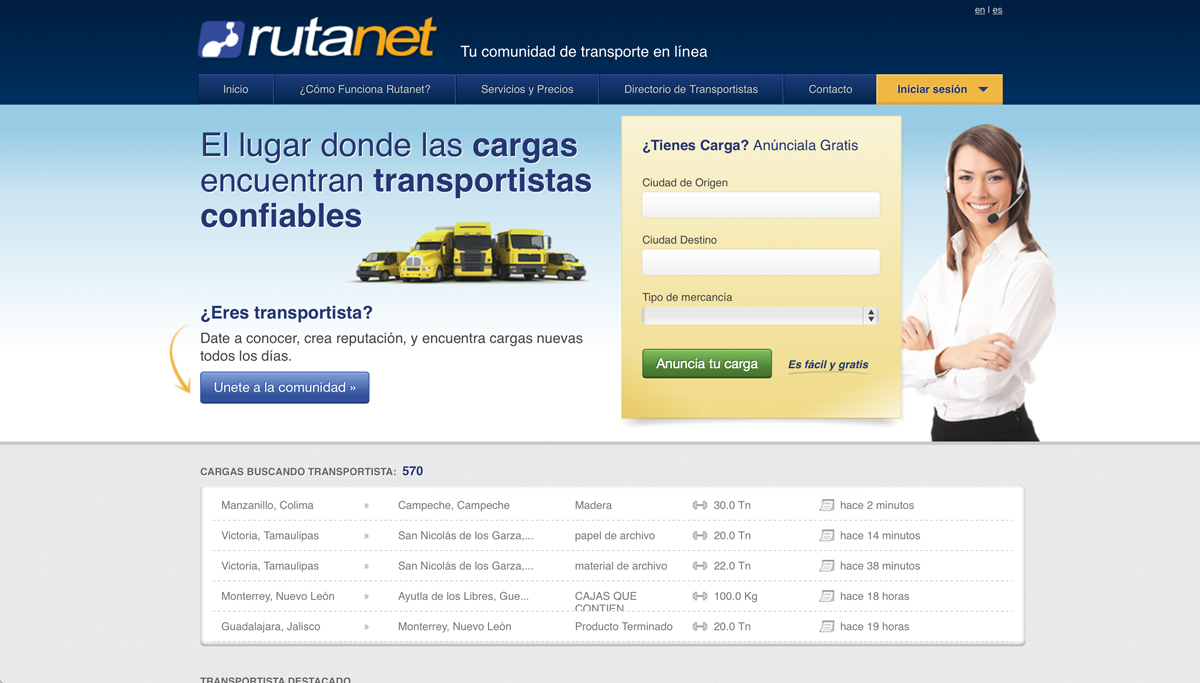 en | es
rutanet
Tu comunidad de transporte en línea
Inicio
¿Cómo Funciona Rutanet?
Servicios y Precios
Directorio de Transportistas
Contacto
Iniciar sesión
El lugar donde las cargas
encuentran transportistas
confiables
¿Eres transportista?
Date a conocer, crea reputación, y encuentra cargas nuevas
todos los días.
Unete a la comunidad »
¿Tienes Carga? Anúnciala Gratis
Ciudad de Origen
Ciudad Destino
Tipo de mercancía
Anuncia tu carga
Es fácil y gratis
CARGAS BUSCANDO TRANSPORTISTA: 570
Manzanillo, Colima » Campeche, Campeche Madera 30.0 Tn hace 2 minutos
Victoria, Tamaulipas » San Nicolás de los Garza,... papel de archivo 20.0 Tn hace 14 minutos
Victoria, Tamaulipas » San Nicolás de los Garza,... material de archivo 22.0 Tn hace 38 minutos
Monterrey, Nuevo León » Ayutla de los Libres, Gue... CAJAS QUE 100.0 Kg hace 18 horas
CONTIEN
Guadalajara, Jalisco » Monterrey, Nuevo León Producto Terminado 20.0 Tn hace 19 horas
TRANSPORTISTA DESTACADO